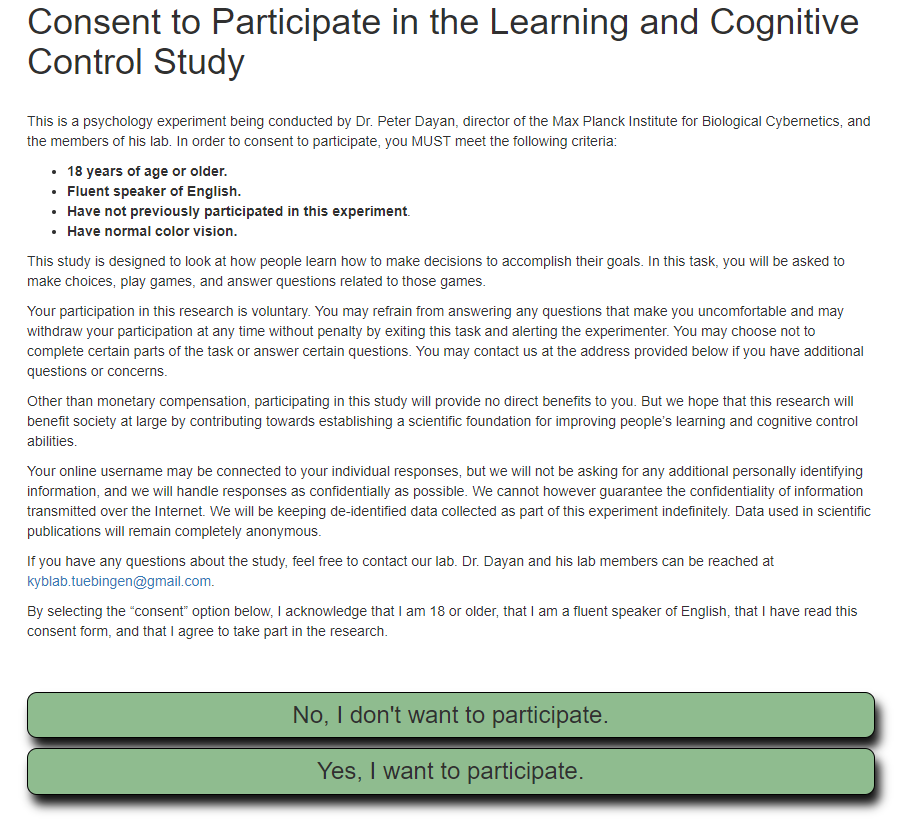 Consent to Participate in the Learning and Cognitive
Control Study
This is a psychology experiment being conducted by Dr. Peter Dayan, director of the Max Planck Institute for Biological Cybernetics, and
the members of his lab. In order to consent to participate, you MUST meet the following criteria:
• 18 years of age or older.
• Fluent speaker of English.
• Have not previously participated in this experiment.
• Have normal color vision.
This study is designed to look at how people learn how to make decisions to accomplish their goals. In this task, you will be asked to
make choices, play games, and answer questions related to those games.
Your participation in this research is voluntary. You may refrain from answering any questions that make you uncomfortable and may
withdraw your participation at any time without penalty by exiting this task and alerting the experimenter. You may choose not to
complete certain parts of the task or answer certain questions. You may contact us at the address provided below if you have additional
questions or concerns.
Other than monetary compensation, participating in this study will provide no direct benefits to you. But we hope that this research will
benefit society at large by contributing towards establishing a scientific foundation for improving people’s learning and cognitive control
abilities.
Your online username may be connected to your individual responses, but we will not be asking for any additional personally identifying
information, and we will handle responses as confidentially as possible. We cannot however guarantee the confidentiality of information
transmitted over the Internet. We will be keeping de-identified data collected as part of this experiment indefinitely. Data used in scientific
publications will remain completely anonymous.
If you have any questions about the study, feel free to contact our lab. Dr. Dayan and his lab members can be reached at
kyblab.tuebingen@gmail.com.
By selecting the “consent” option below, I acknowledge that I am 18 or older, that I am a fluent speaker of English, that I have read this
consent form, and that I agree to take part in the research.
No, I don't want to participate.
Yes, I want to participate.